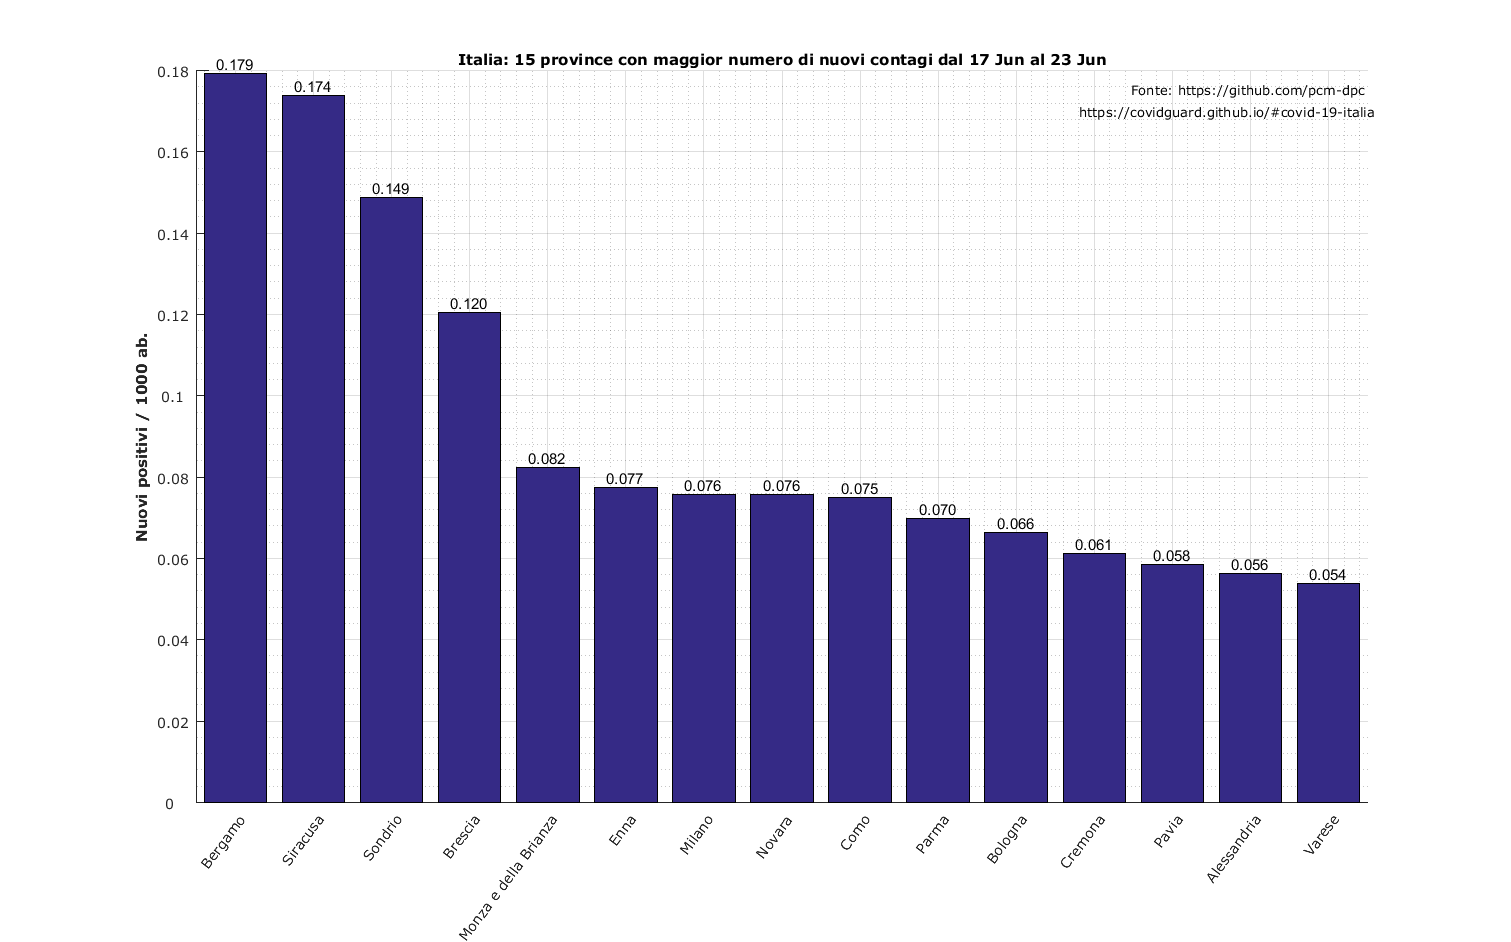 Italia: 15 province con maggior numero di nuovi contagi dal 17 Jun al 23 Jun
Fonte: https://github.com/pcm-dpc
https://covidguard.github.io/#covid-19-italia
Nuovi positivi / 1000 ab.
0.18
0.16
0.14
0.12
0.1
0.08
0.06
0.04
0.02
0
0.179
0.174
0.149
0.120
0.082
0.077
0.076
0.076
0.075
0.070
0.066
0.061
0.058
0.056
0.054
Bergamo
Siracusa
Sondrio
Brescia
Monza e della Brianza
Enna
Milano
Novara
Como
Parma
Bologna
Cremona
Pavia
Alessandria
Varese